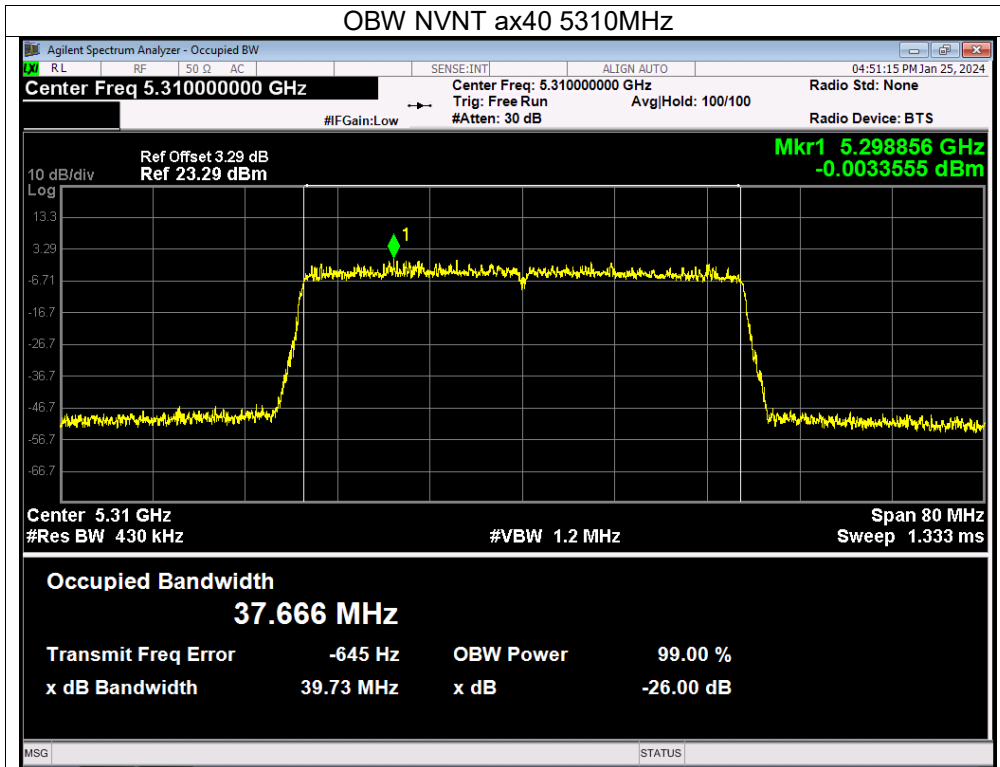 OBW NVNT ax40 5310MHz
Agilent Spectrum Analyzer - Occupied BW
LXI RL RF 50 Ω AC SENSE:INT ALIGN AUTO 04:51:15 PM Jan 25, 2024
Center Freq 5.310000000 GHz Center Freq: 5.310000000 GHz Radio Std: None
Trig: Free Run Avg|Hold: 100/100
#IFGain:Low #Atten: 30 dB Radio Device: BTS
Mkr1 5.298856 GHz
-0.0033555 dBm
Ref Offset 3.29 dB
10 dB/div Ref 23.29 dBm
Log
13.3
1
3.29
-6.71
-16.7
-26.7
-36.7
-46.7
-56.7
-66.7
Center 5.31 GHz Span 80 MHz
#Res BW 430 kHz #VBW 1.2 MHz Sweep 1.333 ms
Occupied Bandwidth
37.666 MHz
Transmit Freq Error -645 Hz OBW Power 99.00 %
x dB Bandwidth 39.73 MHz x dB -26.00 dB
MSG STATUS